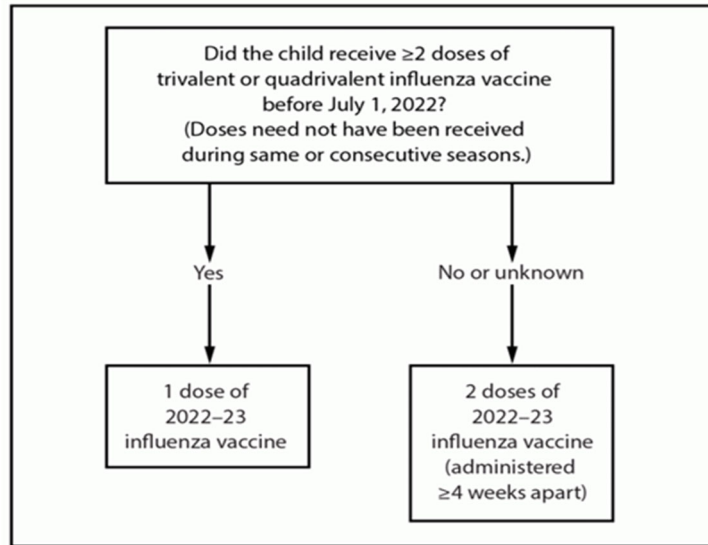 Did the child receive ≥2 doses of
trivalent or quadrivalent influenza vaccine
before July 1, 2022?
(Doses need not have been received
during same or consecutive seasons.)
Yes
No or unknown
1 dose of
2022–23
influenza vaccine
2 doses of
2022–23
influenza vaccine
(administered
≥4 weeks apart)